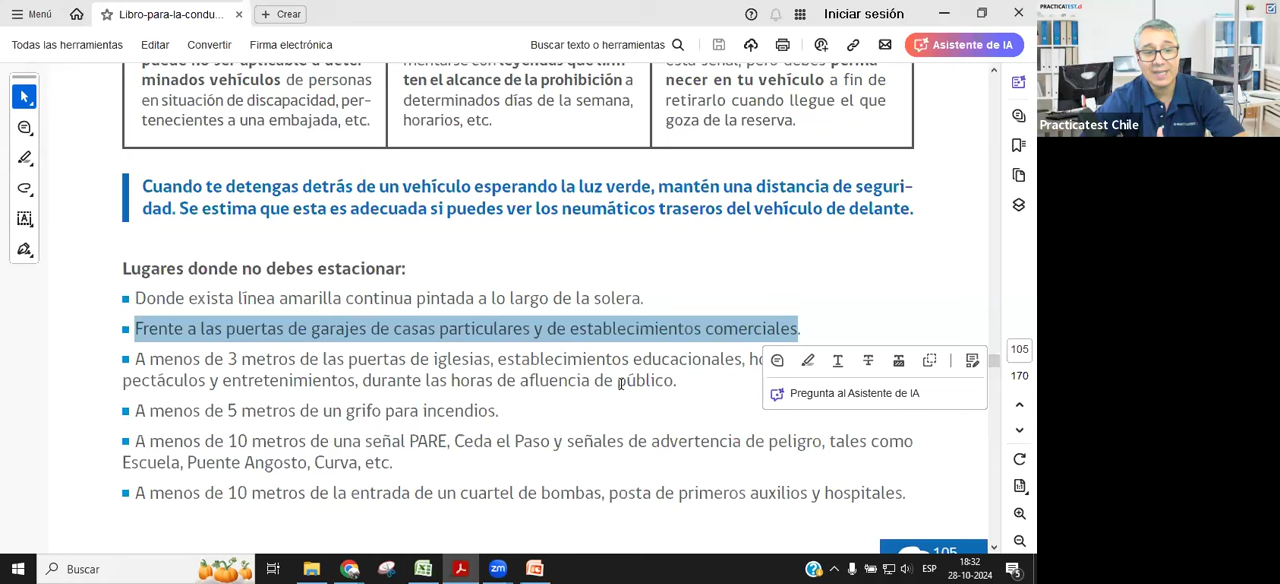 Menú
Libro-para-la-condu...
Crear
Iniciar sesión
PRACTICATEST.cl
Todas las herramientas
Editar
Convertir
Firma electrónica
Buscar texto o herramientas
Asistente de IA
minados vehículos de personas
en situación de discapacidad, per-
tenecientes a una embajada, etc.
ten el alcance de la prohibición a
determinados días de la semana,
horarios, etc.
necer en tu vehículo a fin de
retirarlo cuando llegue el que
goza de la reserva.
Practicatest Chile
Cuando te detengas detrás de un vehículo esperando la luz verde, mantén una distancia de seguri-
dad. Se estima que esta es adecuada si puedes ver los neumáticos traseros del vehículo de delante.
Lugares donde no debes estacionar:
Donde exista línea amarilla continua pintada a lo largo de la solera.
Frente a las puertas de garajes de casas particulares y de establecimientos comerciales.
A menos de 3 metros de las puertas de iglesias, establecimientos educacionales, ho
pectáculos y entretenimientos, durante las horas de afluencia de público.
Pregunta al Asistente de IA
A menos de 5 metros de un grifo para incendios.
A menos de 10 metros de una señal PARE, Ceda el Paso y señales de advertencia de peligro, tales como
Escuela, Puente Angosto, Curva, etc.
A menos de 10 metros de la entrada de un cuartel de bombas, posta de primeros auxilios y hospitales.
105
105
170
Buscar
zm
ESP
18:32
28-10-2024
5